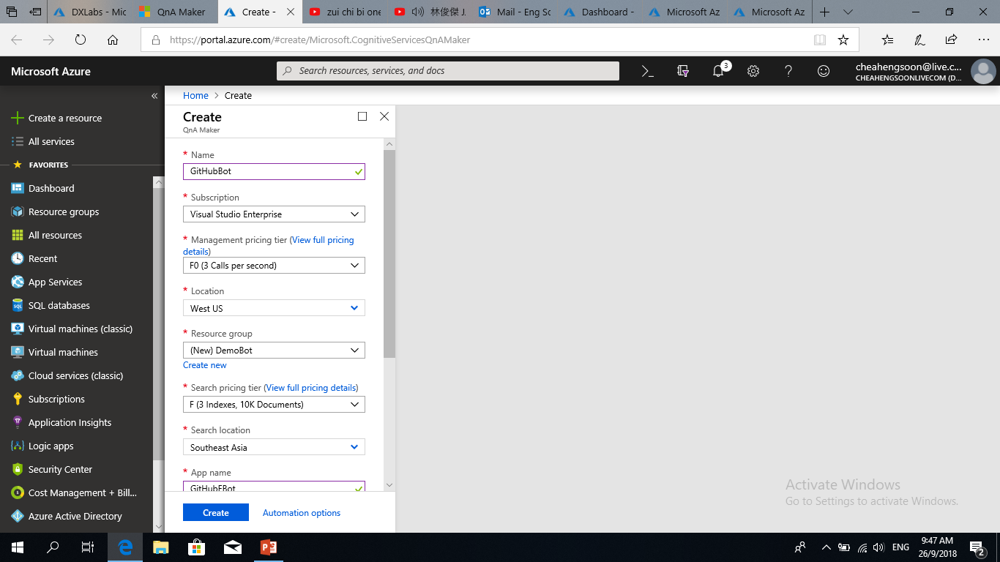 DXLabs - Mic
QnA Maker
Create -
zui chi bi one
林俊傑 J.
Mail - Eng Sc
Dashboard -
Microsoft Az
Microsoft Az
https://portal.azure.com/#create/Microsoft.CognitiveServicesQnAMaker
Microsoft Azure
Search resources, services, and docs
3
cheahengsoon@live.c...
CHEAHENGSOONLIVECOM (D...
Home > Create
Create a resource
All services
FAVORITES
Dashboard
Resource groups
All resources
Recent
App Services
SQL databases
Virtual machines (classic)
Virtual machines
Cloud services (classic)
Subscriptions
Application Insights
Logic apps
Security Center
Cost Management + Bill...
Azure Active Directory
Create
QnA Maker
* Name
GitHubBot
* Subscription
Visual Studio Enterprise
* Management pricing tier (View full pricing
details)
F0 (3 Calls per second)
* Location
West US
* Resource group
(New) DemoBot
Create new
* Search pricing tier (View full pricing details)
F (3 Indexes, 10K Documents)
* Search location
Southeast Asia
* App name
GitHubFBot
Create
Automation options
Activate Windows
Go to Settings to activate Windows.
ENG
9:47 AM
26/9/2018
2